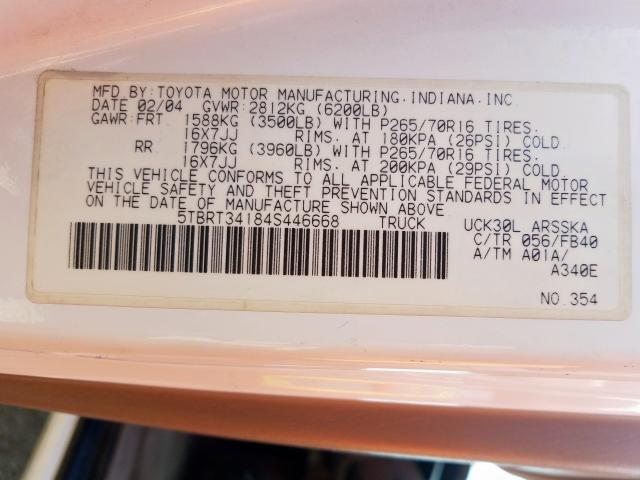 MFD.BY:TOYOTA MOTOR MANUFACTURING.INDIANA.INC
DATE 02/04 GVWR:2812KG (6200LB)
GAWR:FRT 1588KG (3500LB) WITH P265/70R16 TIRES.
16X7JJ RIMS. AT 180KPA (26PSI) COLD.
RR 1796KG (3960LB) WITH P265/70R16 TIRES.
16X7JJ RIMS. AT 200KPA (29PSI) COLD.
THIS VEHICLE CONFORMS TO ALL APPLICABLE FEDERAL MOTOR
VEHICLE SAFETY AND THEFT PREVENTION STANDARDS IN EFFECT
ON THE DATE OF MANUFACTURE SHOWN ABOVE
5TBRT34184S446668 TRUCK UCK30L ARSSKA
C/TR 056/FB40
A/TM A01A/
A340E
NO.354